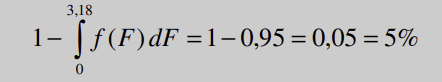 1 − ∫₀^{3,18} f(F) dF = 1 − 0,95 = 0,05 = 5%